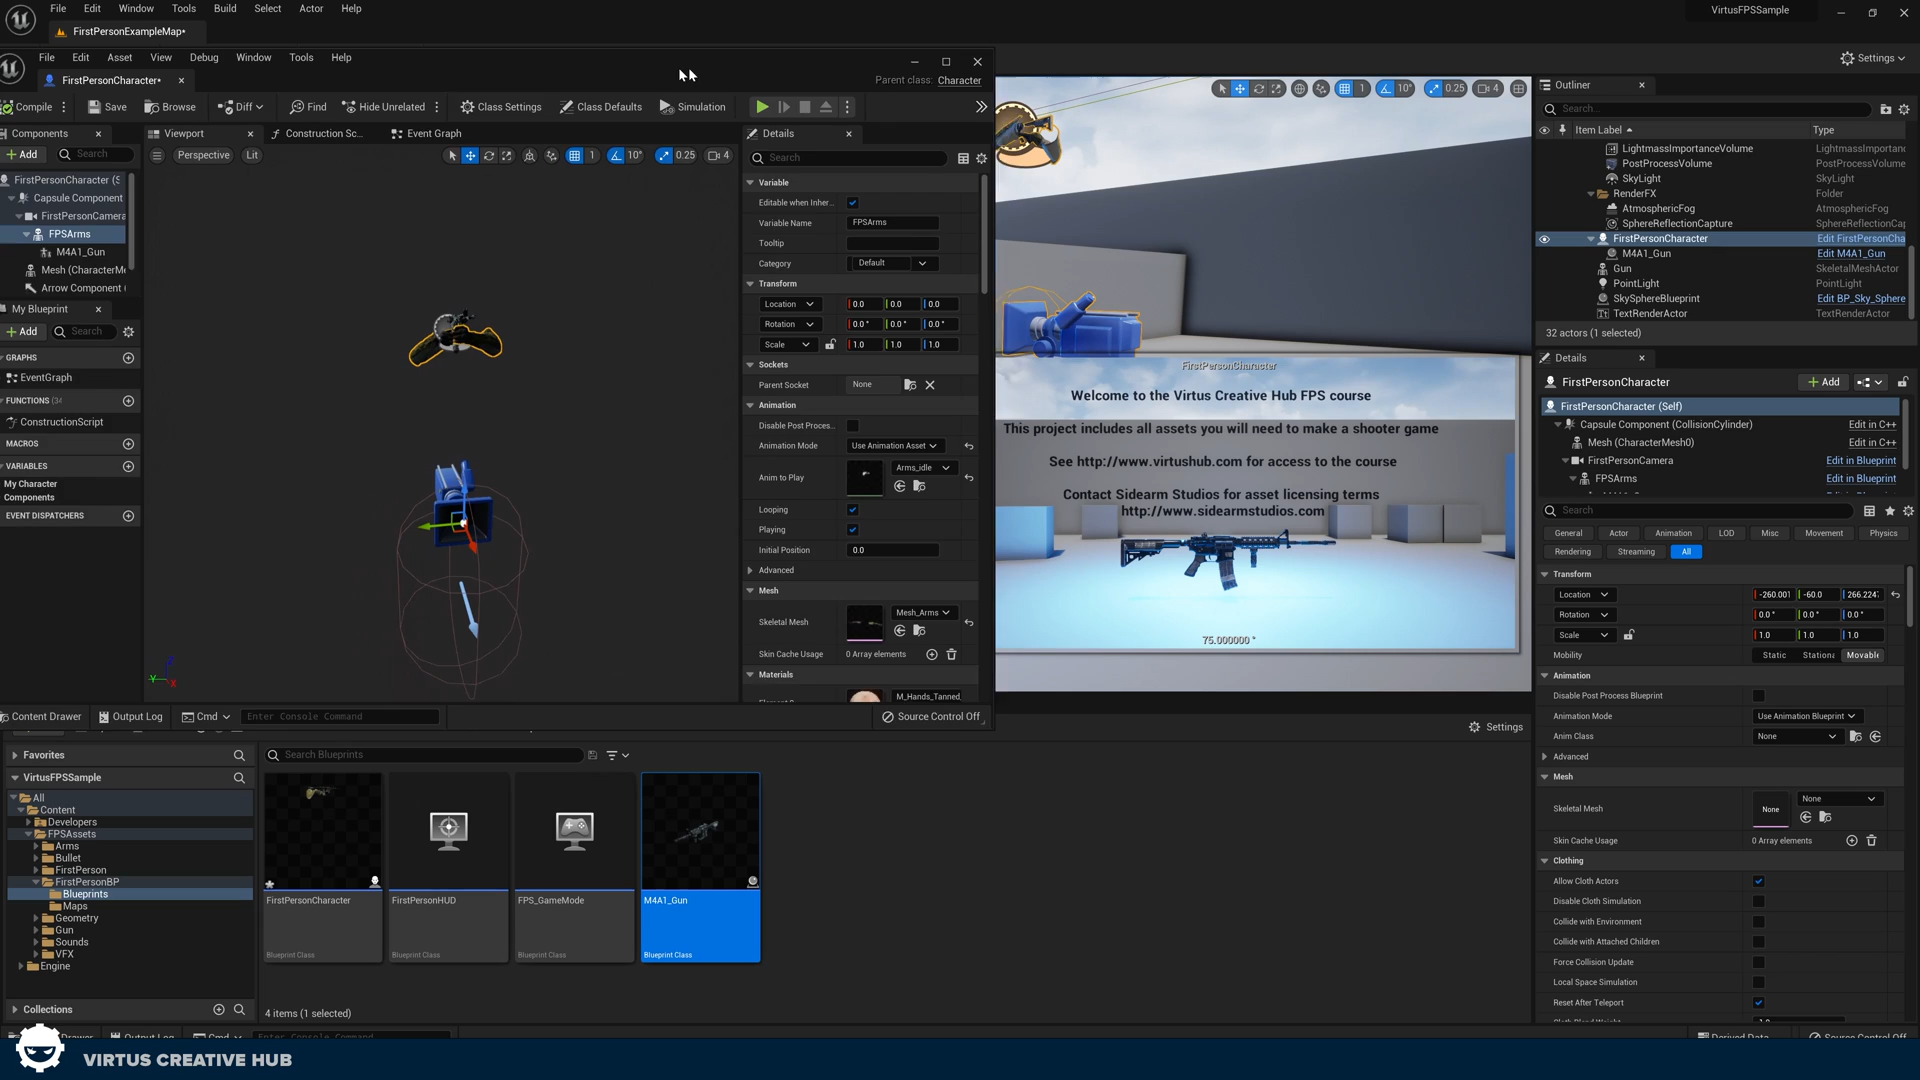 File Edit Window Tools Build Select Actor Help
VirtusFPSSample
FirstPersonExampleMap*
File Edit Asset View Debug Window Tools Help
Settings
FirstPersonCharacter*
Parent class: Character
Compile Save Browse Diff Find Hide Unrelated Class Settings Class Defaults Simulation
Components
Viewport
Construction Sc...
Event Graph
Details
Add Search
Perspective Lit
1 10° 0.25 4
Search
FirstPersonCharacter (S
Capsule Component
FirstPersonCamera
FPSArms
M4A1_Gun
Mesh (CharacterM
Arrow Component
My Blueprint
Add Search
GRAPHS
EventGraph
FUNCTIONS (34
ConstructionScript
MACROS
VARIABLES
My Character
Components
EVENT DISPATCHERS
Variable
Editable when Inher...
Variable Name FPSArms
Tooltip
Category Default
Transform
Location 0.0 0.0 0.0
Rotation 0.0° 0.0° 0.0°
Scale 1.0 1.0 1.0
Sockets
Parent Socket None
Animation
Disable Post Proces...
Animation Mode Use Animation Asset
Anim to Play Arms_idle
Looping
Playing
Initial Position 0.0
Advanced
Mesh
Skeletal Mesh Mesh_Arms
Skin Cache Usage 0 Array elements
Materials
M_Hands_Tanned_
Y X
Content Drawer Output Log Cmd Enter Console Command
Source Control Off
1 10° 0.25 4
FirstPersonCharacter
Welcome to the Virtus Creative Hub FPS course
This project includes all assets you will need to make a shooter game
See http://www.virtushub.com for access to the course
Contact Sidearm Studios for asset licensing terms
http://www.sidearmstudios.com
75.000000 °
Settings
Outliner
Search...
Item Label Type
LightmassImportanceVolume LightmassImportanc
PostProcessVolume PostProcessVolume
SkyLight SkyLight
RenderFX Folder
AtmosphericFog AtmosphericFog
SphereReflectionCapture SphereReflectionCap
FirstPersonCharacter Edit FirstPersonCha
M4A1_Gun Edit M4A1_Gun
Gun SkeletalMeshActor
PointLight PointLight
SkySphereBlueprint Edit BP_Sky_Sphere
TextRenderActor TextRenderActor
32 actors (1 selected)
Details
FirstPersonCharacter
Add
FirstPersonCharacter (Self)
Capsule Component (CollisionCylinder) Edit in C++
Mesh (CharacterMesh0) Edit in C++
FirstPersonCamera Edit in Blueprint
FPSArms Edit in Blueprint
Search
General Actor Animation LOD Misc Movement Physics
Rendering Streaming All
Transform
Location -260.001 -60.0 266.224
Rotation 0.0° 0.0° 0.0°
Scale 1.0 1.0 1.0
Mobility Static Stationa Movable
Animation
Disable Post Process Blueprint
Animation Mode Use Animation Blueprint
Anim Class None
Advanced
Mesh
Skeletal Mesh None None
Skin Cache Usage 0 Array elements
Clothing
Allow Cloth Actors
Disable Cloth Simulation
Collide with Environment
Collide with Attached Children
Force Collision Update
Local Space Simulation
Reset After Teleport
Favorites
VirtusFPSSample
All
Content
Developers
FPSAssets
Arms
Bullet
FirstPerson
FirstPersonBP
Blueprints
Maps
Geometry
Gun
Sounds
VFX
Engine
Collections
Search Blueprints
FirstPersonCharacter
Blueprint Class
FirstPersonHUD
Blueprint Class
FPS_GameMode
Blueprint Class
M4A1_Gun
Blueprint Class
4 items (1 selected)
VIRTUS CREATIVE HUB